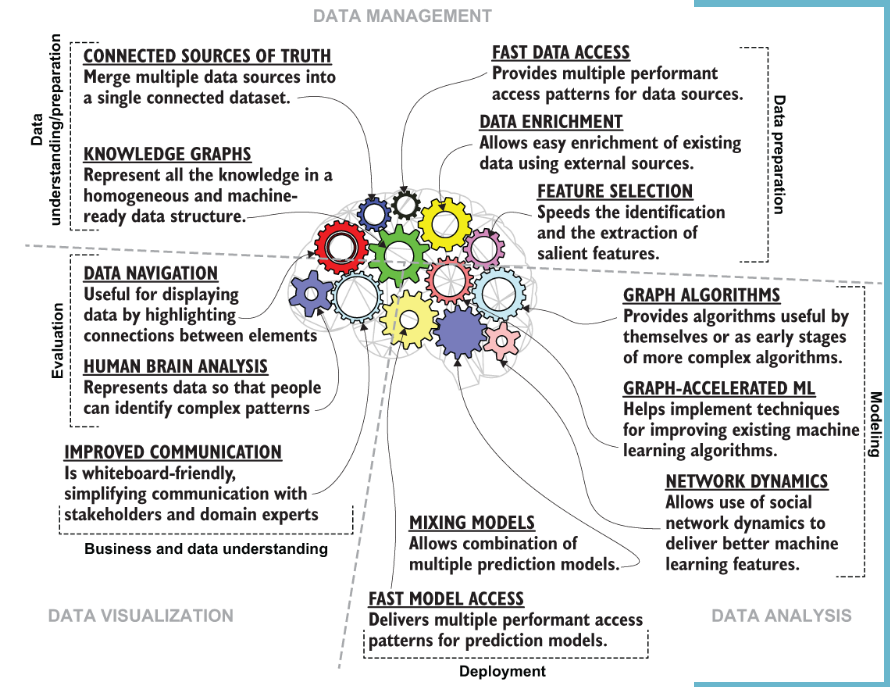 DATA MANAGEMENT
Data
understanding/preparation
CONNECTED SOURCES OF TRUTH
Merge multiple data sources into
a single connected dataset.
KNOWLEDGE GRAPHS
Represent all the knowledge in a
homogeneous and machine-
ready data structure.
FAST DATA ACCESS
Provides multiple performant
access patterns for data sources.
DATA ENRICHMENT
Allows easy enrichment of existing
data using external sources.
FEATURE SELECTION
Speeds the identification
and the extraction of
salient features.
Data preparation
Evaluation
DATA NAVIGATION
Useful for displaying
data by highlighting
connections between elements
HUMAN BRAIN ANALYSIS
Represents data so that people
can identify complex patterns
IMPROVED COMMUNICATION
Is whiteboard-friendly,
simplifying communication with
stakeholders and domain experts
Business and data understanding
DATA VISUALIZATION
GRAPH ALGORITHMS
Provides algorithms useful by
themselves or as early stages
of more complex algorithms.
GRAPH-ACCELERATED ML
Helps implement techniques
for improving existing machine
learning algorithms.
NETWORK DYNAMICS
Allows use of social
network dynamics to
deliver better machine
learning features.
Modeling
MIXING MODELS
Allows combination of
multiple prediction models.
FAST MODEL ACCESS
Delivers multiple performant access
patterns for prediction models.
Deployment
DATA ANALYSIS